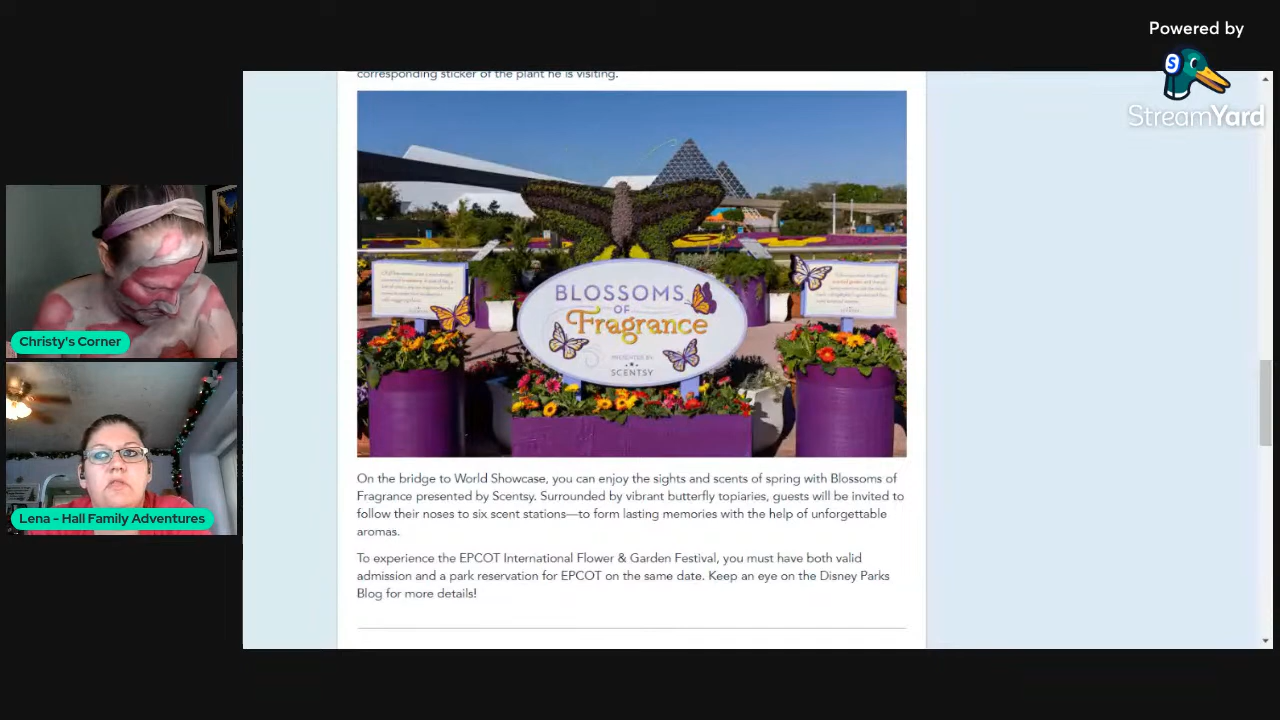 Powered by
StreamYard
corresponding sticker of the plant he is visiting.
BLOSSOMS
OF
Fragrance
PRESENTED BY
SCENTSY
On the bridge to World Showcase, you can enjoy the sights and scents of spring with Blossoms of
Fragrance presented by Scentsy. Surrounded by vibrant butterfly topiaries, guests will be invited to
follow their noses to six scent stations—to form lasting memories with the help of unforgettable
aromas.
To experience the EPCOT International Flower & Garden Festival, you must have both valid
admission and a park reservation for EPCOT on the same date. Keep an eye on the Disney Parks
Blog for more details!
Christy's Corner
Lena - Hall Family Adventures